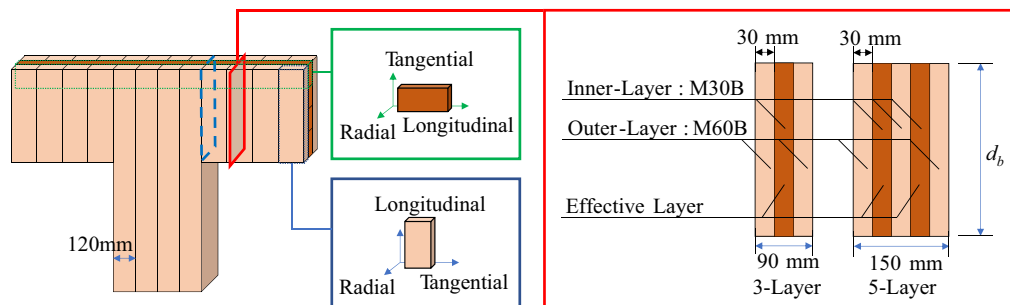 Tangential
Radial
Longitudinal
120mm
Longitudinal
Radial
Tangential
30 mm
30 mm
Inner-Layer : M30B
Outer-Layer : M60B
Effective Layer
d_b
90 mm
150 mm
3-Layer
5-Layer